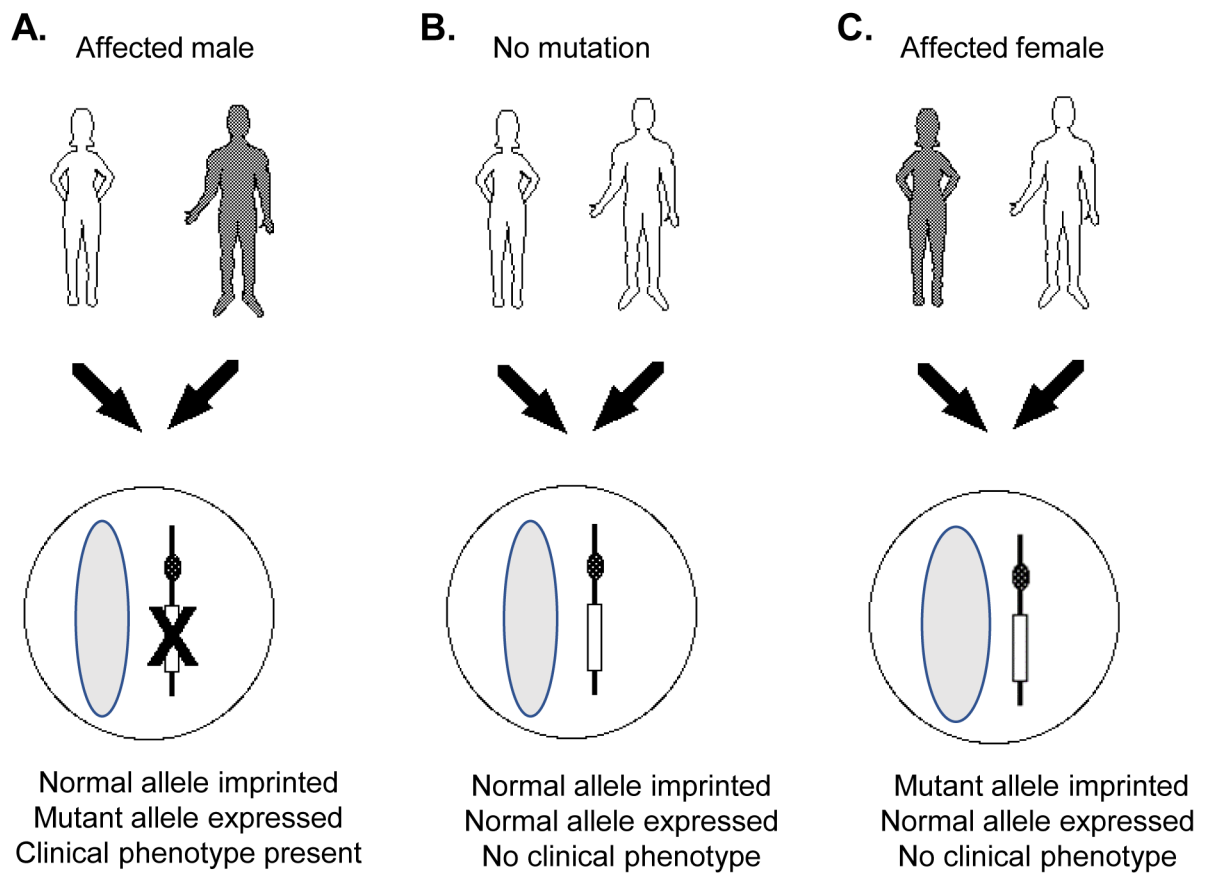 A.
Affected male
B.
No mutation
C.
Affected female
X
Normal allele imprinted
Mutant allele expressed
Clinical phenotype present
Normal allele imprinted
Normal allele expressed
No clinical phenotype
Mutant allele imprinted
Normal allele expressed
No clinical phenotype